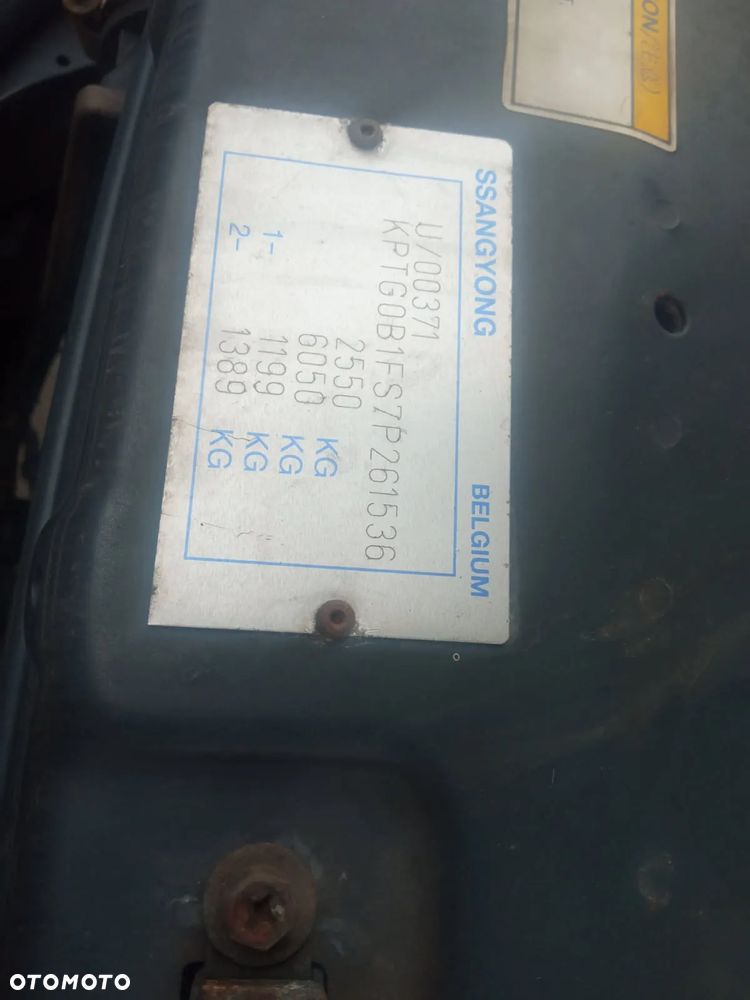 SSANGYONG BELGIUM
U/00371
KPTG0B1FS7P261536
2550 KG
6050 KG
1- 1199 KG
2- 1389 KG
OTOMOTO